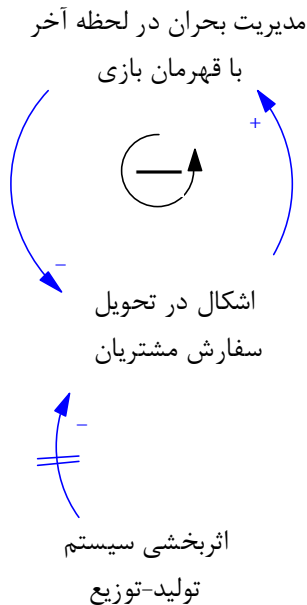 مدیریت بحران در لحظه آخر
با قهرمان بازی
+
–
اشکال در تحویل
سفارش مشتریان
–
اثربخشی سیستم
تولید-توزیع